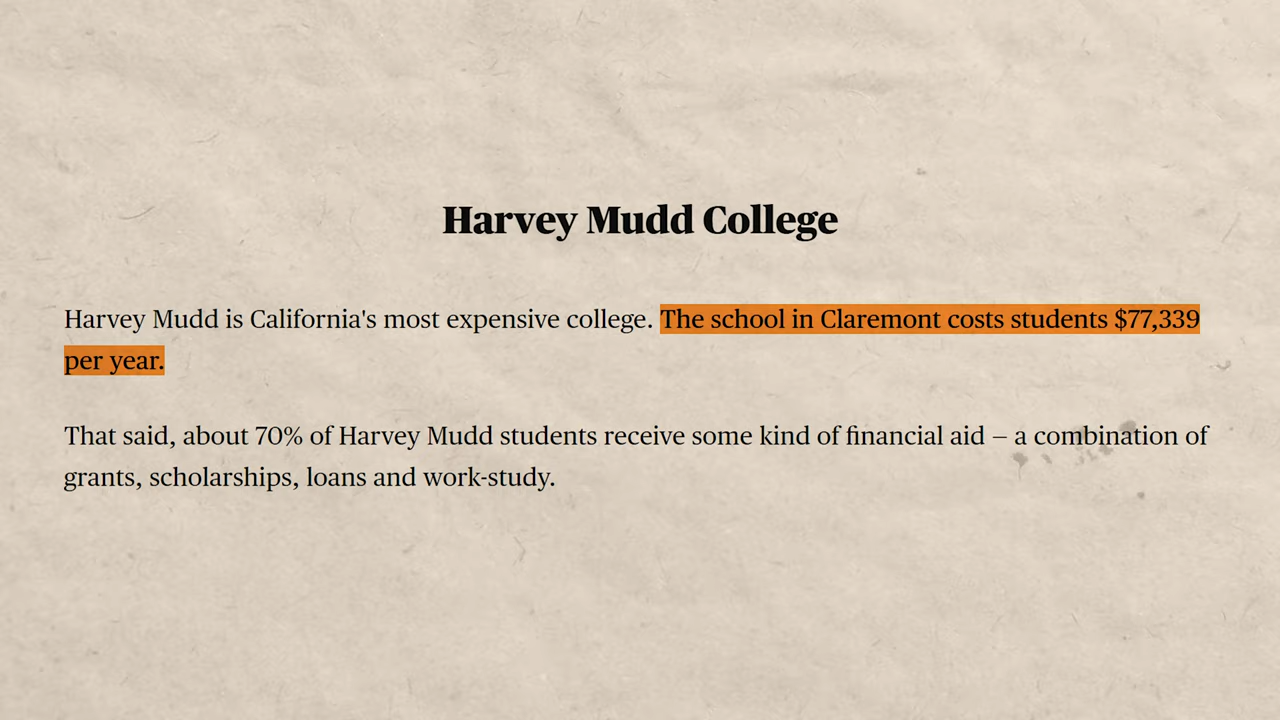 Harvey Mudd College
Harvey Mudd is California's most expensive college. The school in Claremont costs students $77,339
per year.
That said, about 70% of Harvey Mudd students receive some kind of financial aid – a combination of
grants, scholarships, loans and work-study.